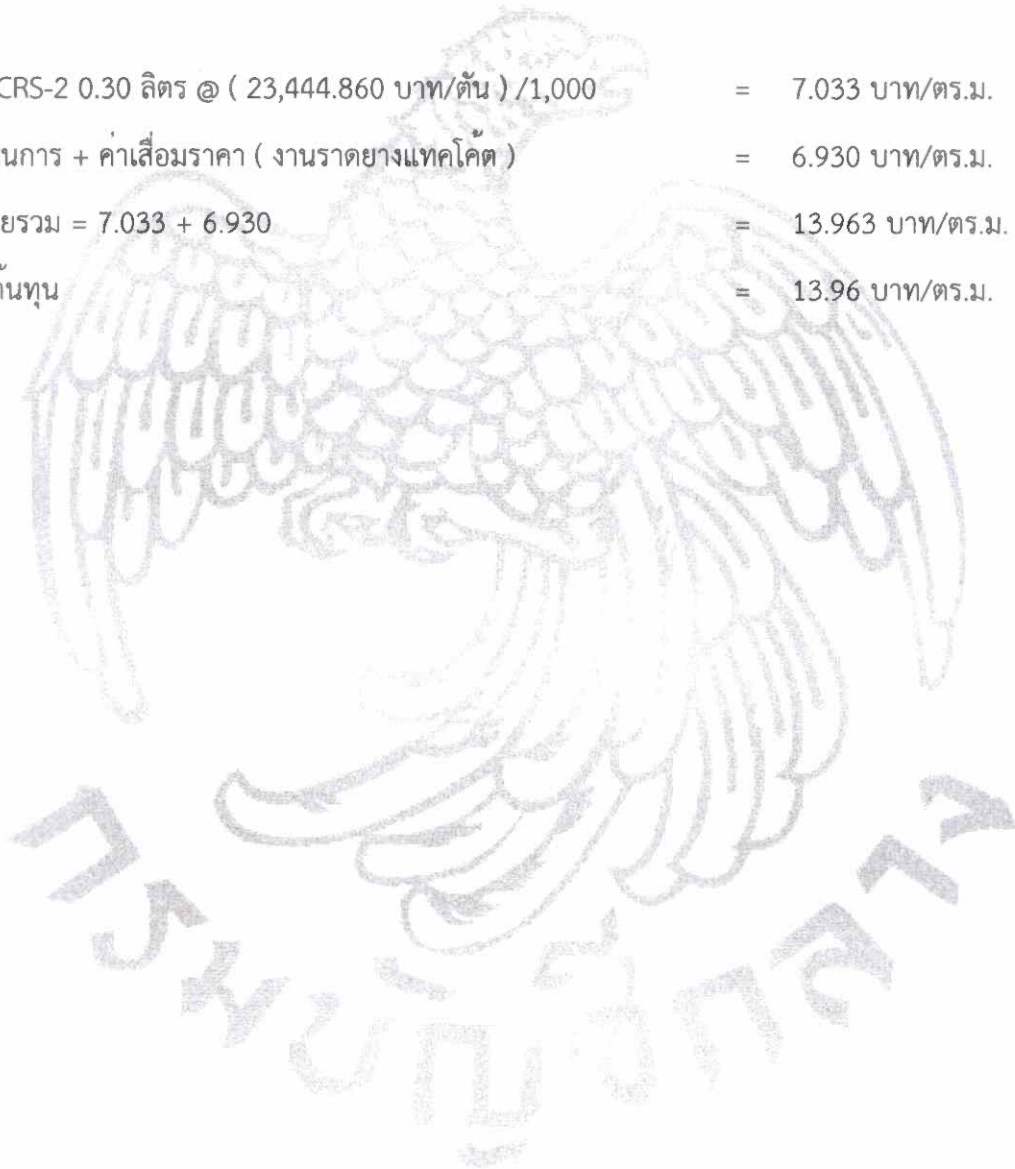 CRS-2 0.30 ลิตร @ ( 23,444.860 บาท/ตัน ) /1,000 = 7.033 บาท/ตร.ม.
นการ + ค่าเสื่อมราคา ( งานราดยางแทคโค้ต ) = 6.930 บาท/ตร.ม.
ยรวม = 7.033 + 6.930 = 13.963 บาท/ตร.ม.
้นทุน = 13.96 บาท/ตร.ม.
กรมบัญชีกลาง